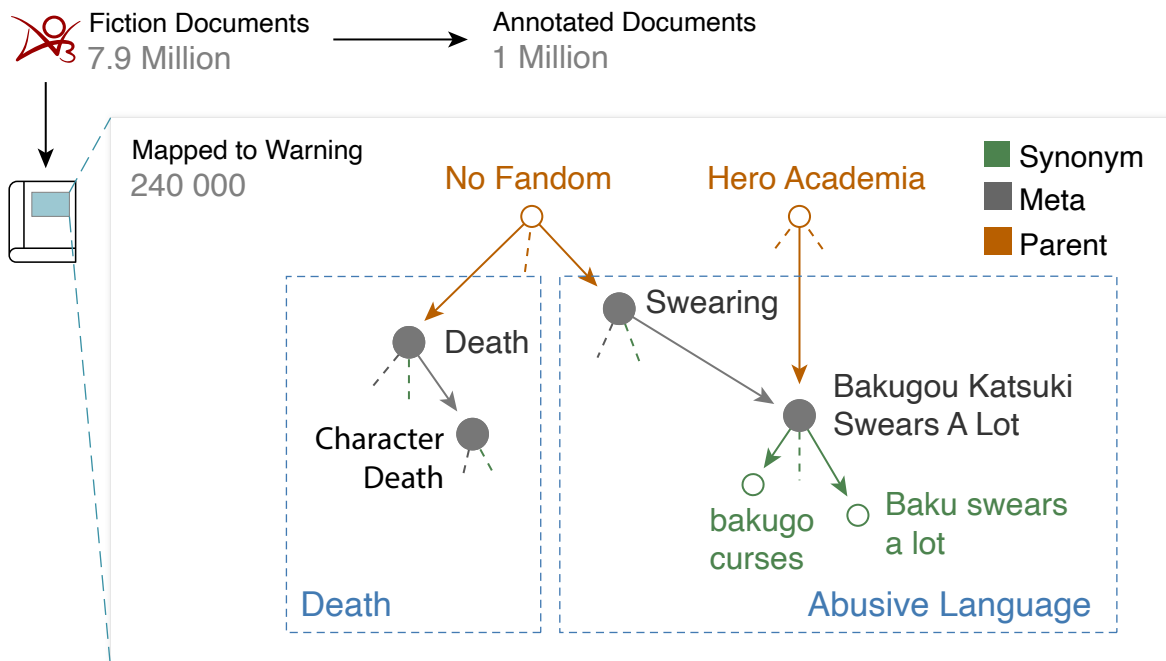 Fiction Documents
7.9 Million
Annotated Documents
1 Million
Mapped to Warning
240 000
No Fandom
Hero Academia
Synonym
Meta
Parent
Swearing
Death
Bakugou Katsuki
Swears A Lot
Character
Death
bakugo
curses
Baku swears
a lot
Death
Abusive Language